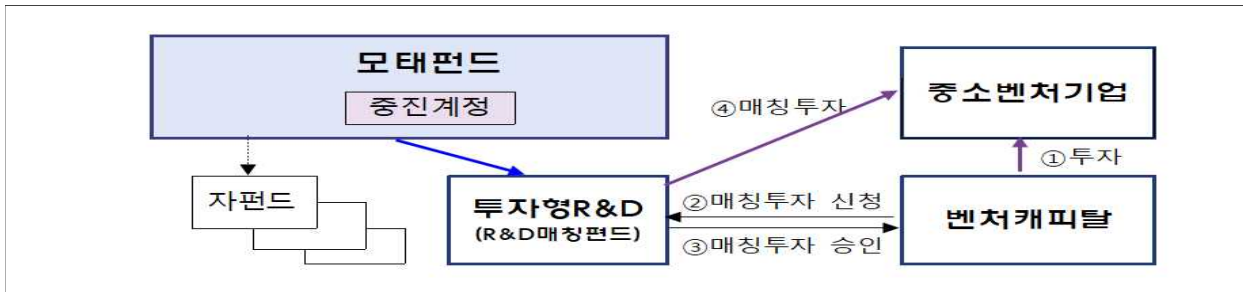 모태펀드
중진계정
중소벤처기업
④매칭투자
①투자
자펀드
투자형R&D
(R&D매칭편드)
②매칭투자 신청
③매칭투자 승인
벤처캐피탈